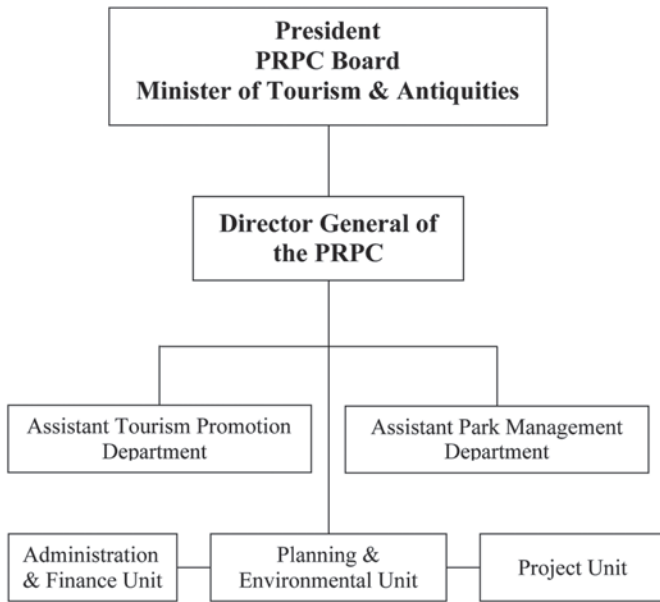 President
PRPC Board
Minister of Tourism & Antiquities
Director General of
the PRPC
Assistant Tourism Promotion
Department
Assistant Park Management
Department
Administration
& Finance Unit
Planning &
Environmental Unit
Project Unit